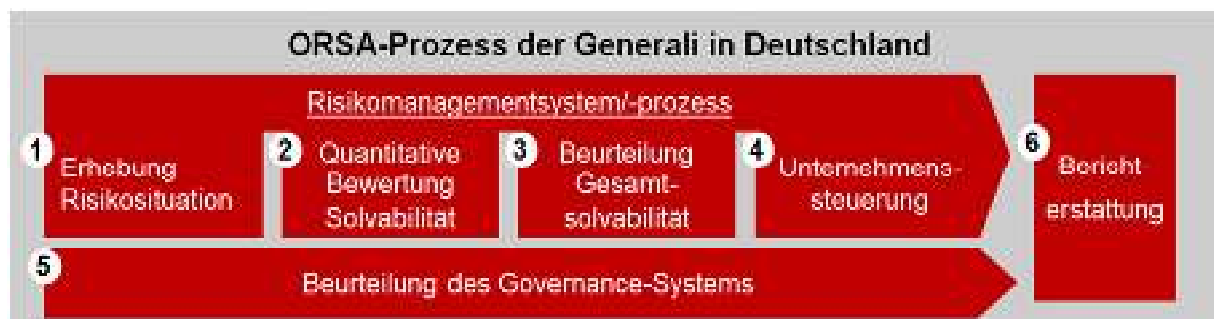 ORSA-Prozess der Generali in Deutschland
Risikomanagementsystem/-prozess
1
Erhebung
Risikosituation
2
Quantitative
Bewertung
Solvabilität
3
Beurteilung
Gesamt-
solvabilität
4
Unternehmens-
steuerung
5
Beurteilung des Governance-Systems
6
Bericht
erstattung